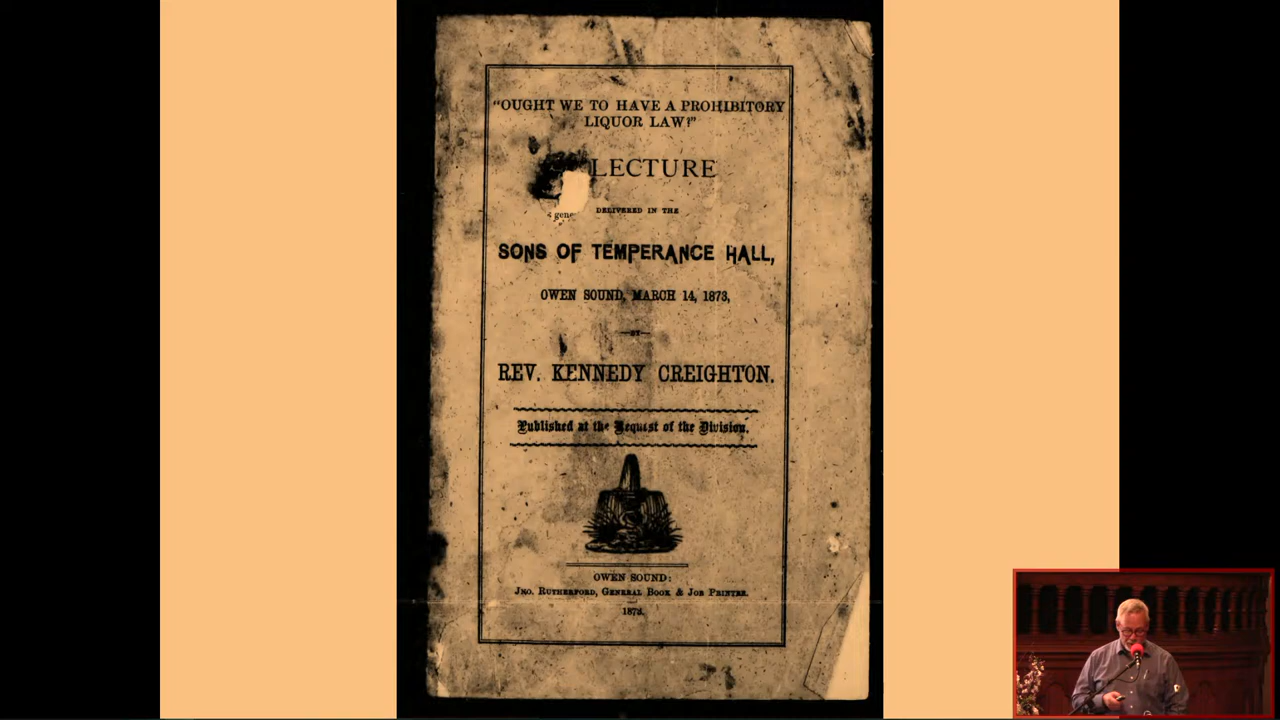 "OUGHT WE TO HAVE A PROHIBITORY
LIQUOR LAW?"
LECTURE
gene
DELIVERED IN THE
SONS OF TEMPERANCE HALL,
OWEN SOUND, MARCH 14, 1873,
—BY—
REV. KENNEDY CREIGHTON.
Published at the Request of the Division.
OWEN SOUND:
JNO. RUTHERFORD, GENERAL BOOK & JOB PRINTER.
1873.